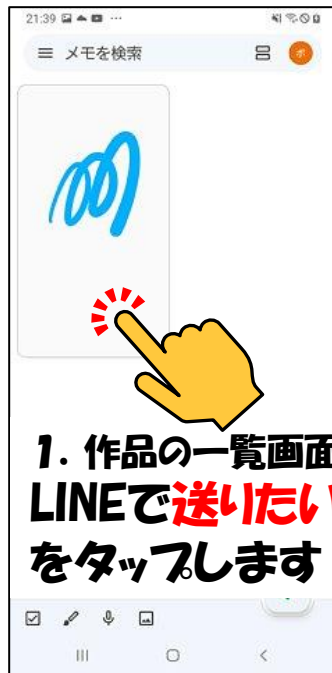 21:39
メモを検索
ポ
1. 作品の一覧画面
LINEで送りたい
をタップします